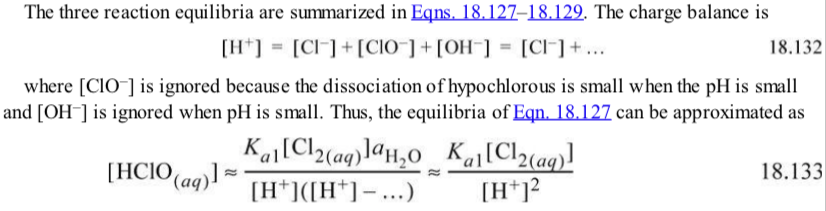 The three reaction equilibria are summarized in Eqns. 18.127–18.129. The charge balance is
[H⁺] = [Cl⁻] + [ClO⁻] + [OH⁻] = [Cl⁻] + ... 18.132
where [ClO⁻] is ignored because the dissociation of hypochlorous is small when the pH is small
and [OH⁻] is ignored when pH is small. Thus, the equilibria of Eqn. 18.127 can be approximated as
[HClO₍aq₎] ≈ Kₐ₁[Cl₂₍aq₎]a_H₂O / [H⁺]([H⁺] – ...) ≈ Kₐ₁[Cl₂₍aq₎] / [H⁺]² 18.133